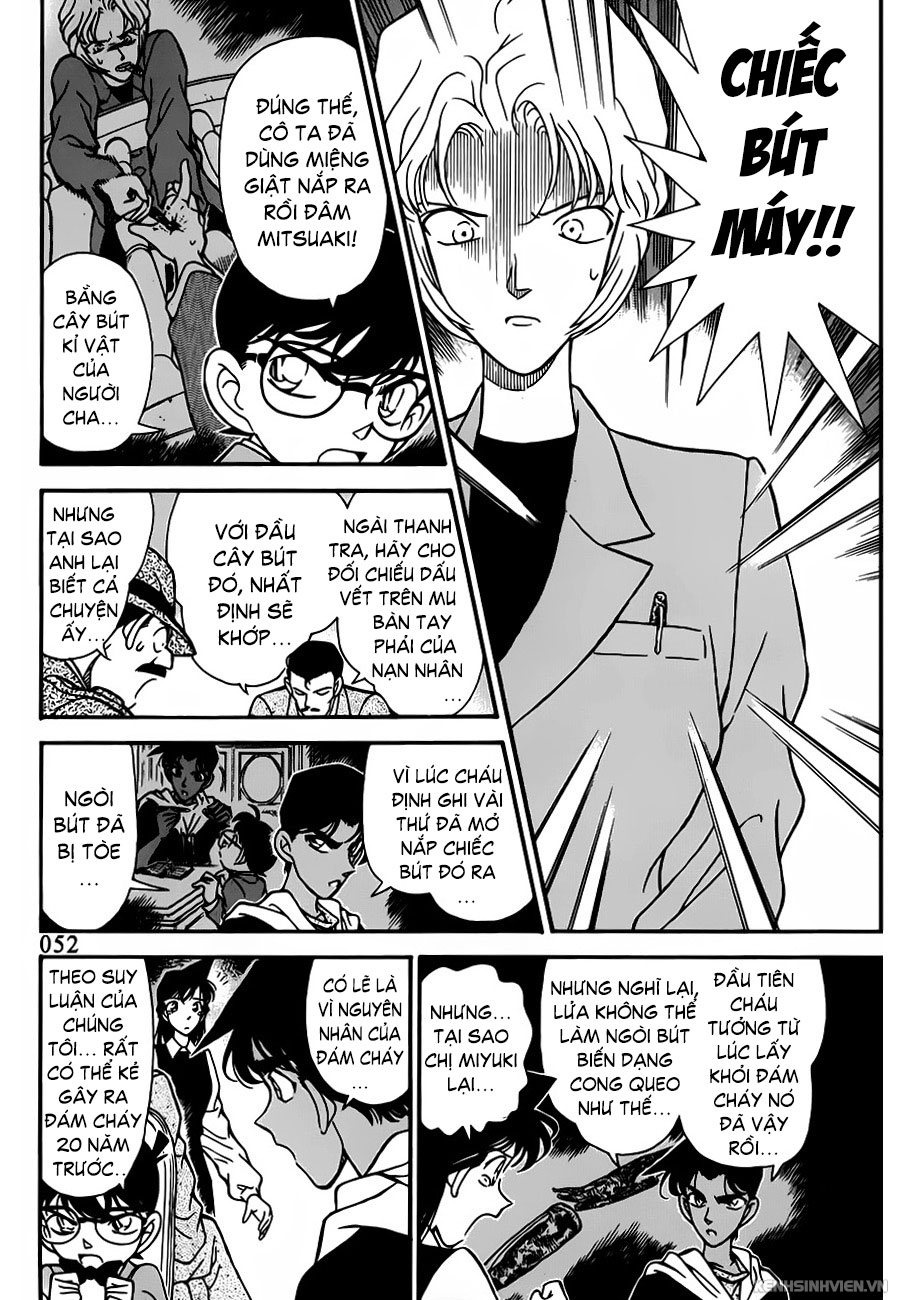 CHIẾC
BÚT
MÁY!!
ĐÚNG THẾ,
CÔ TA ĐÃ
DÙNG MIỆNG
GIẬT NẮP RA
RỒI ĐÂM
MITSUAKI!
BẰNG
CÂY BÚT
KỈ VẬT
CỦA
NGƯỜI
CHA...
NGÀI THANH
TRA, HÃY CHO
ĐỐI CHIẾU DẤU
VẾT TRÊN MU
BÀN TAY
PHẢI CỦA
NẠN NHÂN
...
VỚI ĐẦU
CÂY BÚT
ĐÓ, NHẤT
ĐỊNH SẼ
KHỚP...
NHƯNG
TẠI SAO
ANH LẠI
BIẾT CẢ
CHUYỆN
ẤY...
VÌ LÚC CHÁU
ĐỊNH GHI VÀI
THỨ ĐÃ MỞ
NẮP CHIẾC
BÚT ĐÓ RA
...
NGÒI
BÚT ĐÃ
BỊ TÒE
...
052
ĐẦU TIÊN
CHÁU
TƯỞNG TỪ
LÚC LẤY
KHỎI ĐÁM
CHÁY NÓ
ĐÃ VẬY
RỒI.
NHƯNG NGHĨ LẠI,
LỬA KHÔNG THỂ
LÀM NGÒI BÚT
BIẾN DẠNG
CONG QUEO
NHƯ THẾ...
NHƯNG...
TẠI SAO
CHỊ MIYUKI
LẠI...
CÓ LẼ LÀ
VÌ NGUYÊN
NHÂN CỦA
ĐÁM CHÁY
...
THEO SUY
LUẬN CỦA
CHÚNG
TÔI... RẤT
CÓ THỂ KẺ
GÂY RA
ĐÁM CHÁY
20 NĂM
TRƯỚC..
KENHSINHVIEN.VN